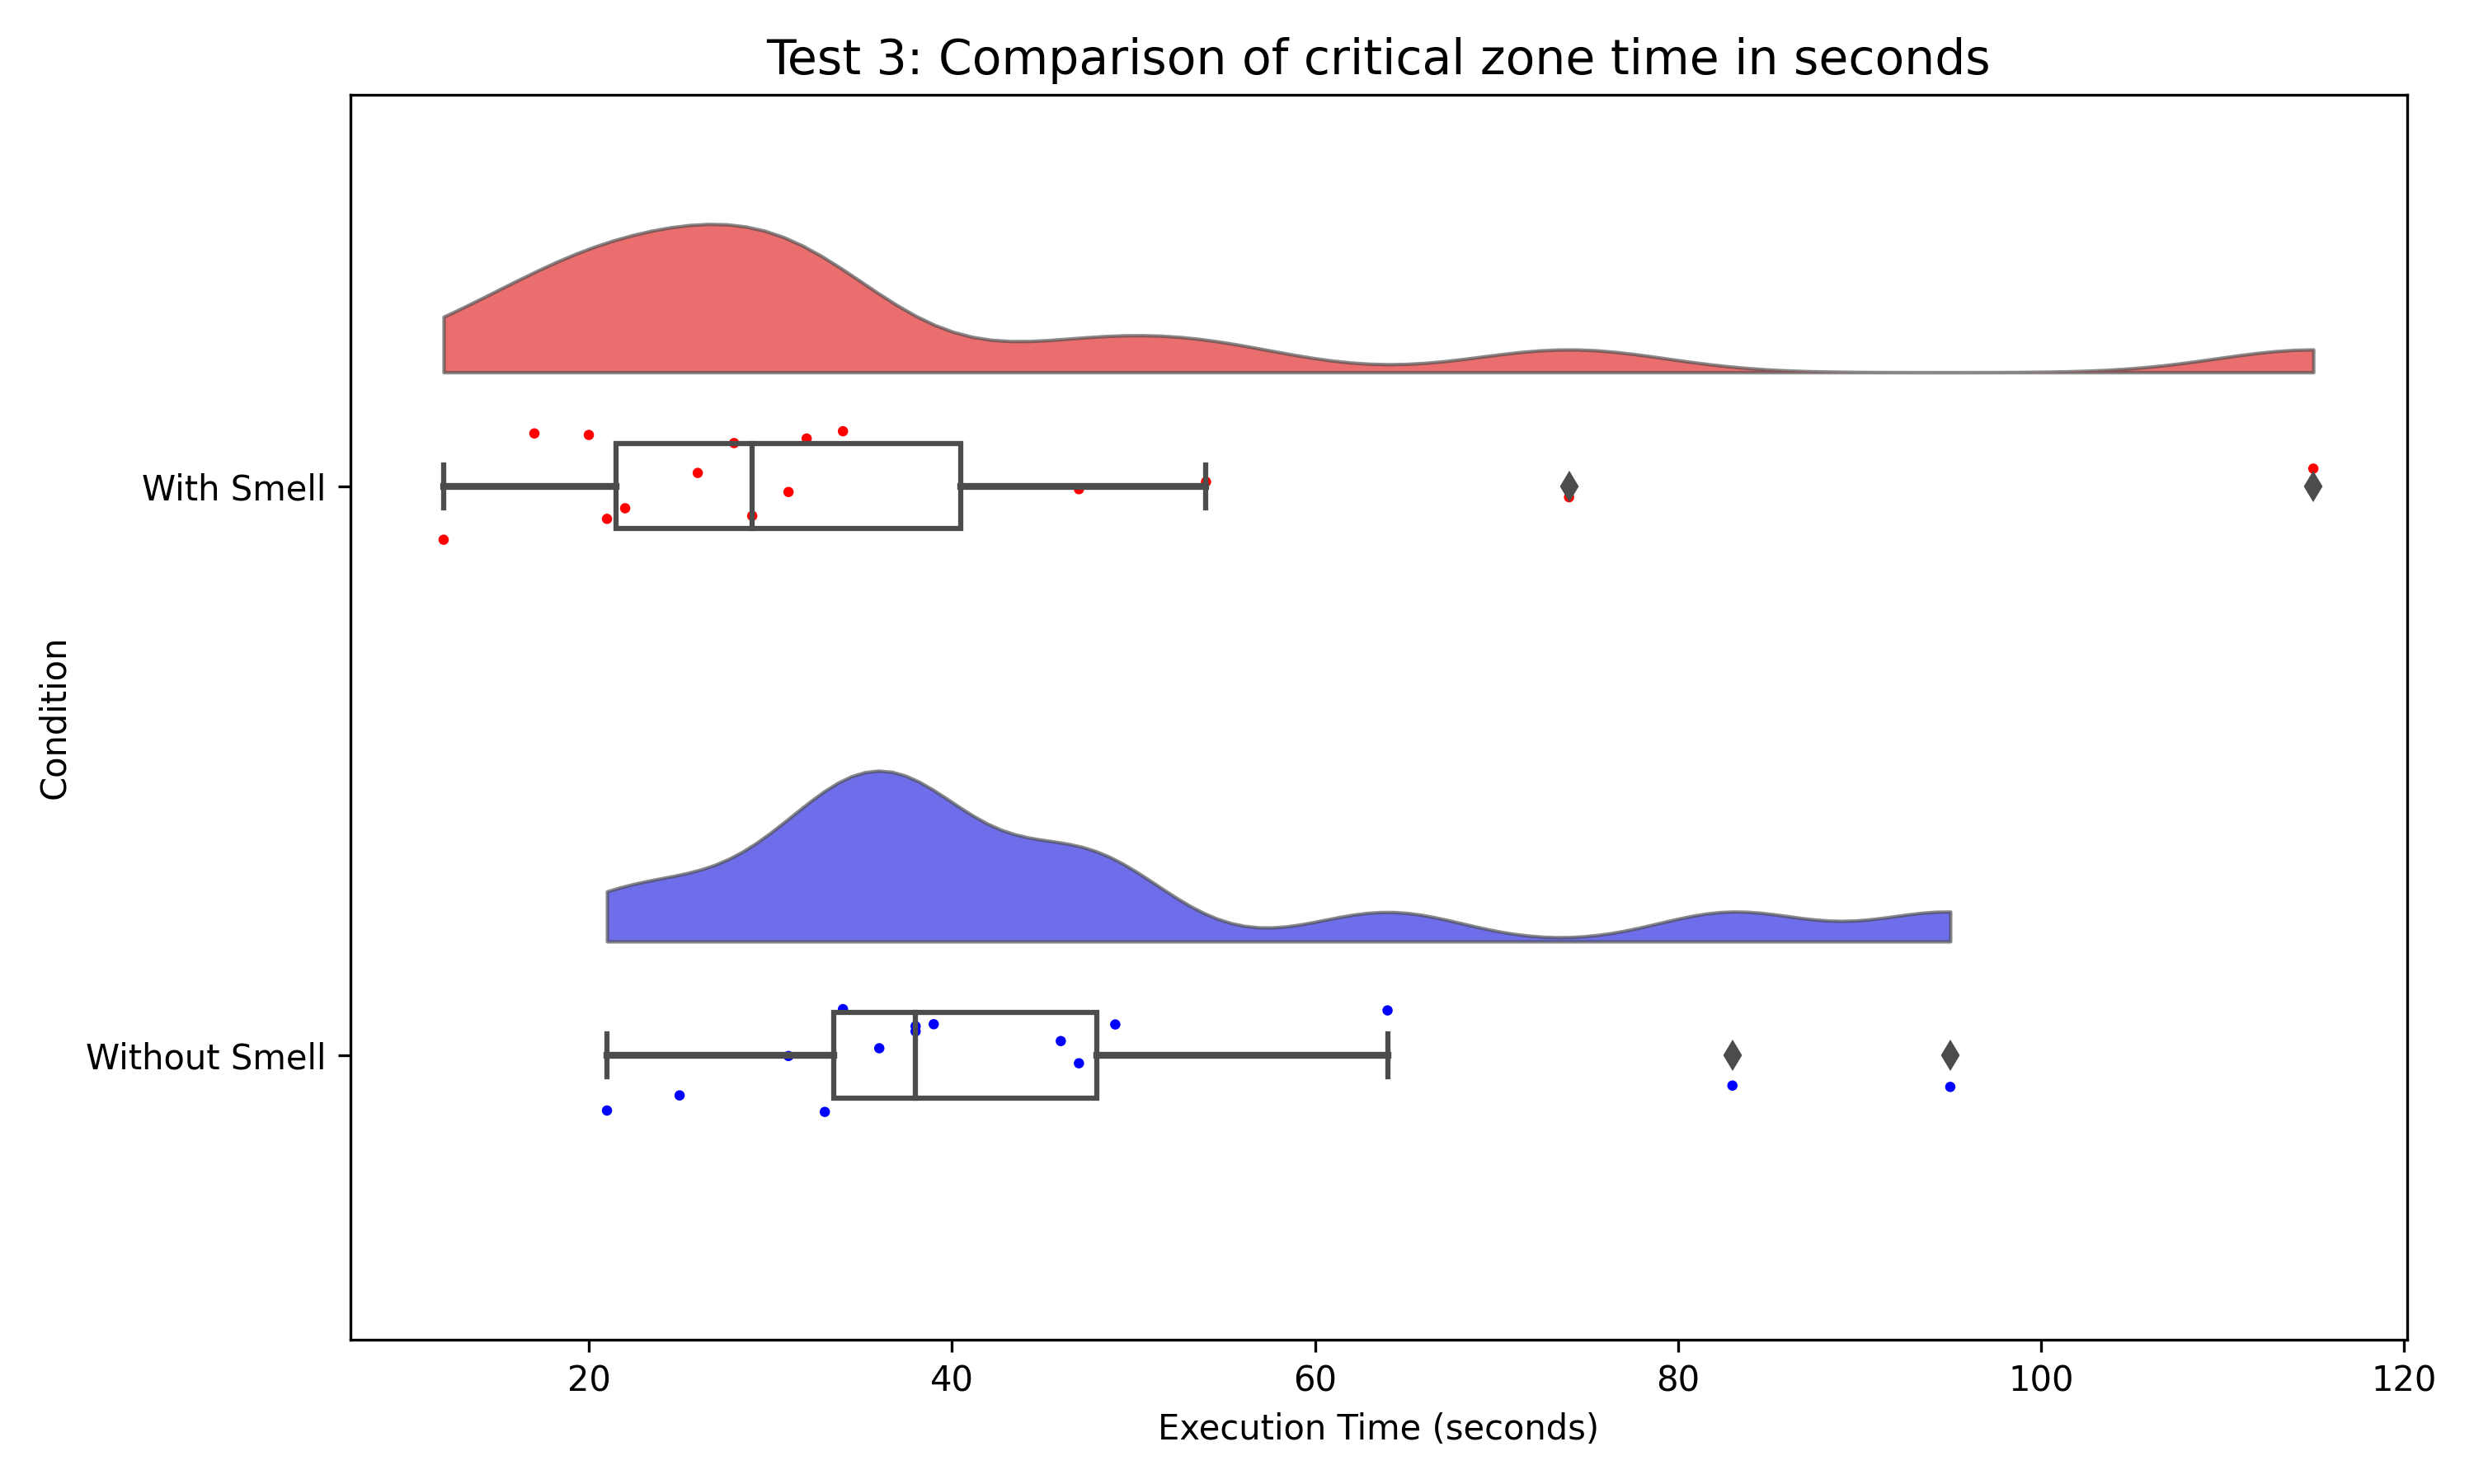 Test 3: Comparison of critical zone time in seconds
With Smell
Condition
Without Smell
20 40 60 80 100 120
Execution Time (seconds)